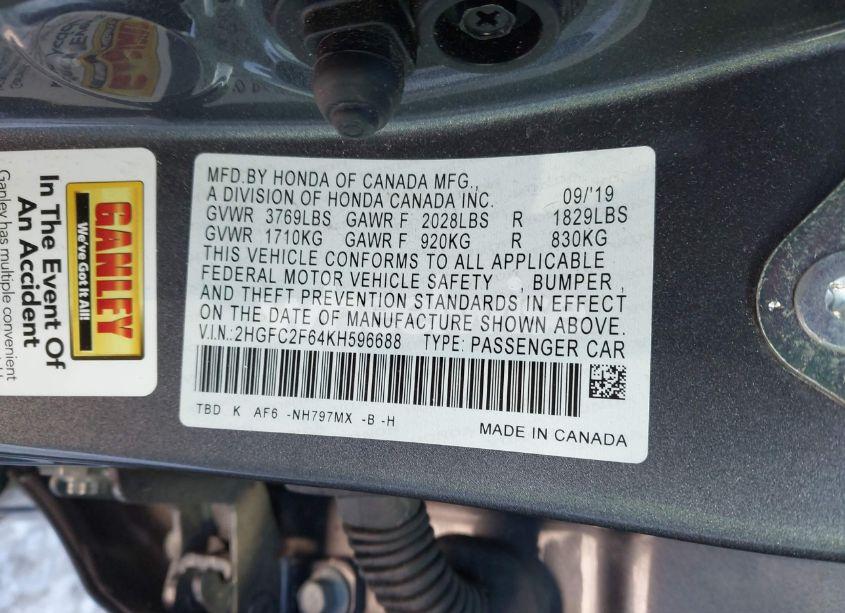 MFD.BY HONDA OF CANADA MFG.,
A DIVISION OF HONDA CANADA INC. 09/'19
GVWR 3769LBS GAWR F 2028LBS R 1829LBS
GVWR 1710KG GAWR F 920KG R 830KG
THIS VEHICLE CONFORMS TO ALL APPLICABLE
FEDERAL MOTOR VEHICLE SAFETY , BUMPER ,
AND THEFT PREVENTION STANDARDS IN EFFECT
ON THE DATE OF MANUFACTURE SHOWN ABOVE.
V.I.N.:2HGFC2F64KH596688 TYPE: PASSENGER CAR
TBD K AF6 -NH797MX -B -H
MADE IN CANADA
GANLEY
We've Got It All!
In The Event Of
An Accident
Ganley has multiple convenient